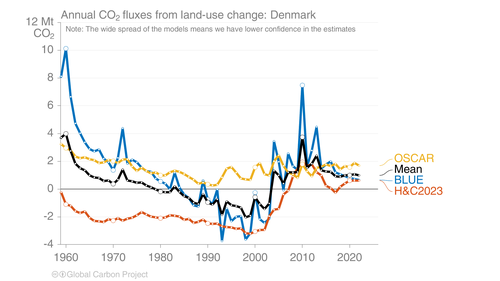 Annual CO₂ fluxes from land-use change: Denmark
12 Mt
CO₂
Note: The wide spread of the models means we have lower confidence in the estimates
10
8
6
4
2
0
-2
-4
OSCAR
Mean
BLUE
H&C2023
1960 1970 1980 1990 2000 2010 2020
Global Carbon Project